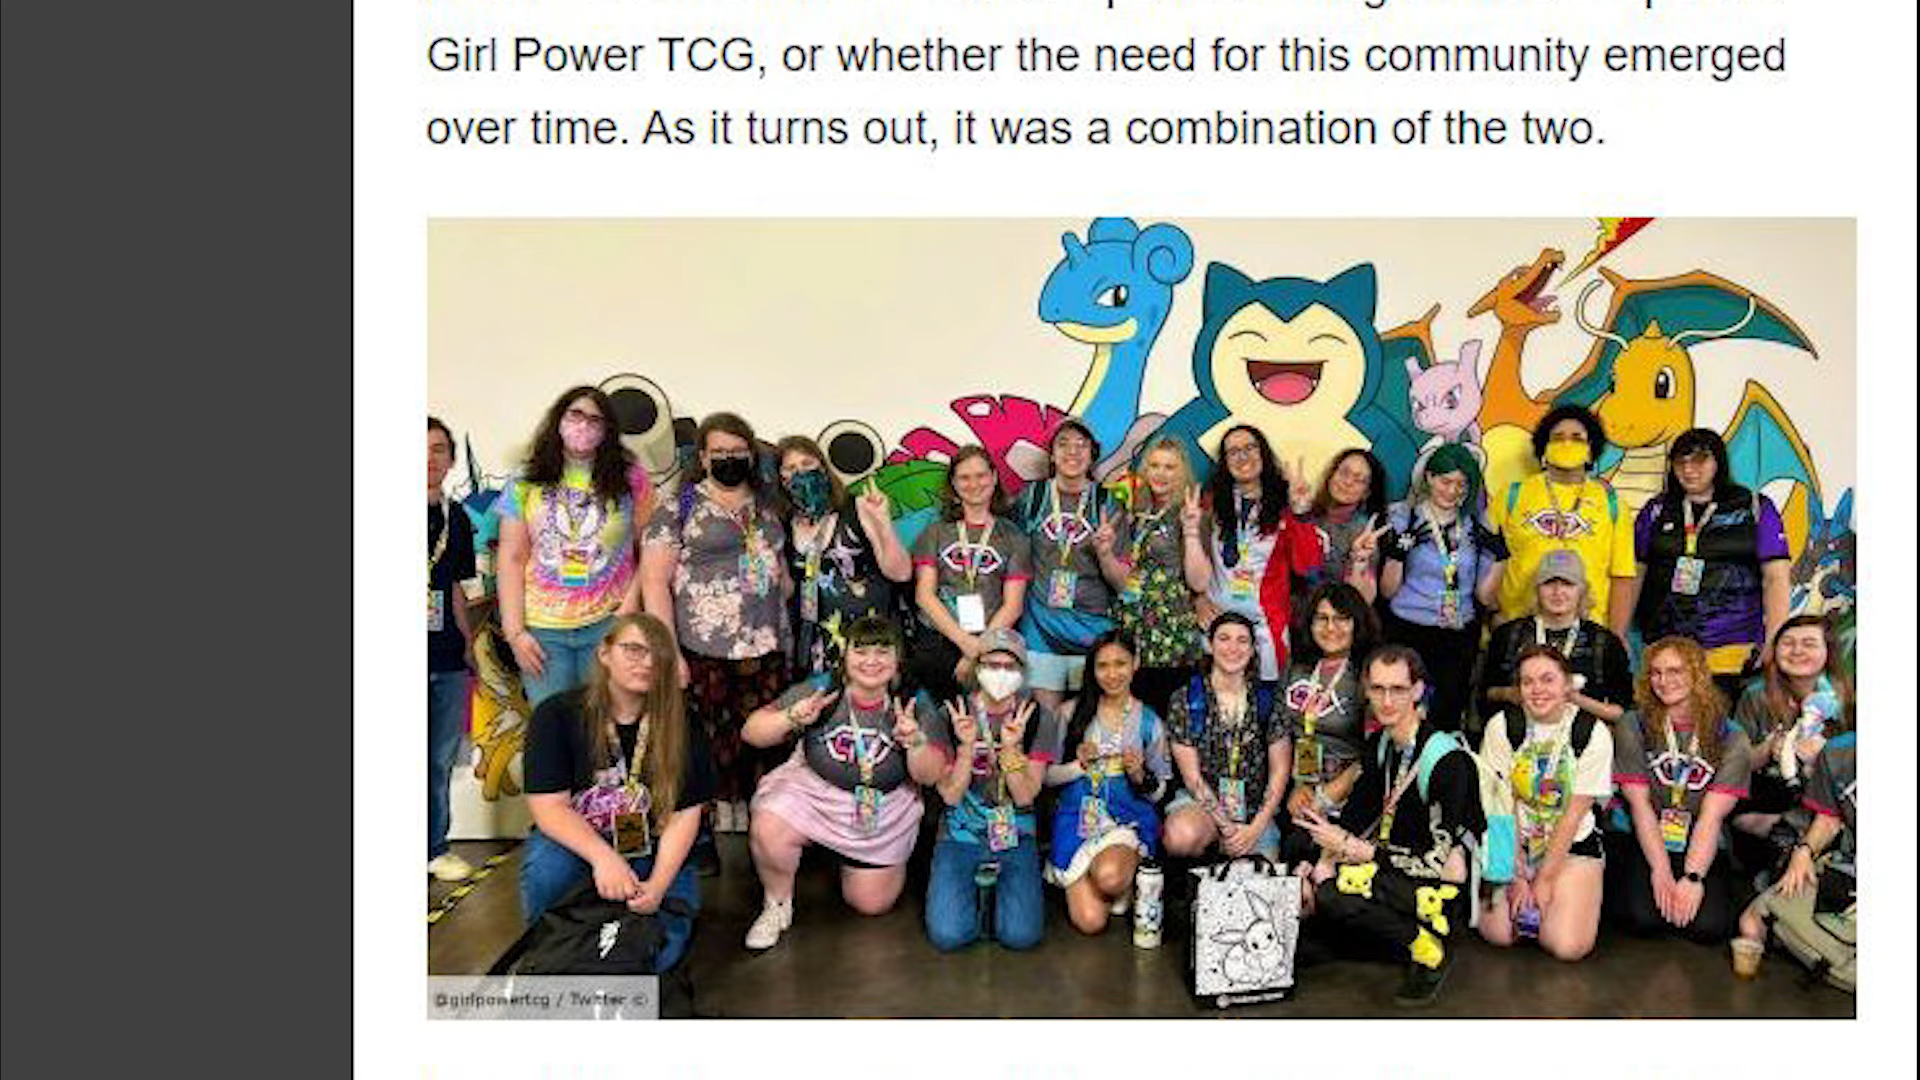 Girl Power TCG, or whether the need for this community emerged
over time. As it turns out, it was a combination of the two.
@girlpowertcg / Twitter ©